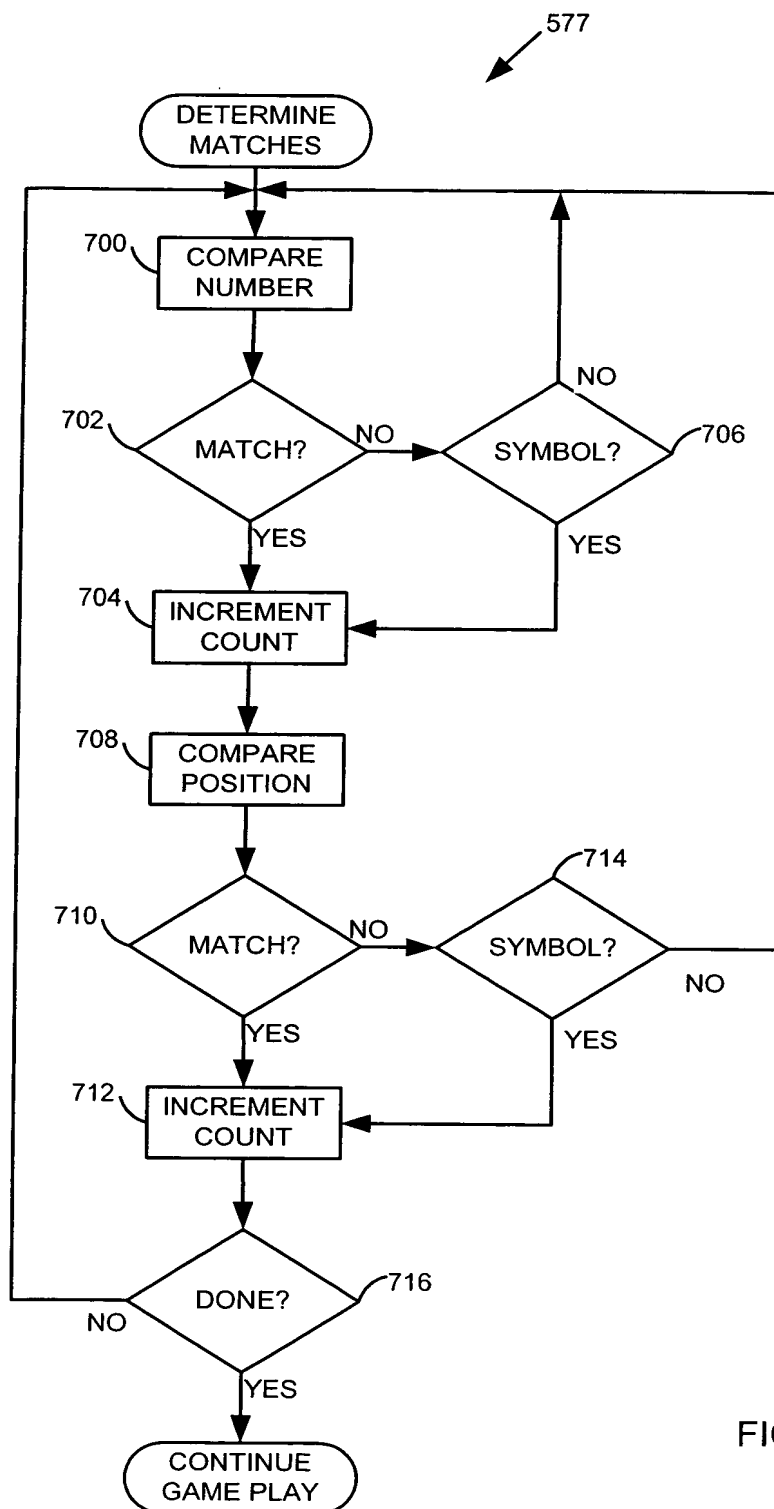 577
DETERMINE
MATCHES
700
COMPARE
NUMBER
NO
702
MATCH?
NO
SYMBOL?
706
YES
YES
704
INCREMENT
COUNT
708
COMPARE
POSITION
714
710
MATCH?
NO
SYMBOL?
NO
YES
YES
712
INCREMENT
COUNT
716
DONE?
NO
YES
CONTINUE
GAME PLAY